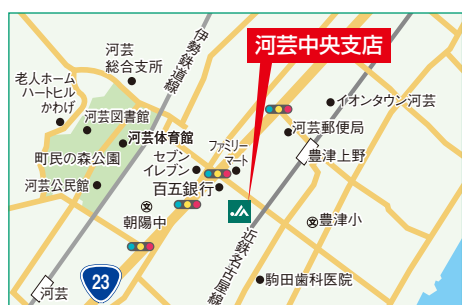 河芸中央支店
伊勢鉄道線
河芸
総合支所
老人ホーム
ハートヒル
かわげ
河芸図書館
河芸体育館
町民の森公園
河芸公民館
セブン
イレブン
ファミリー
マート
百五銀行
朝陽中
イオンタウン河芸
河芸郵便局
豊津上野
JA
豊津小
近鉄名古屋線
駒田歯科医院
23
河芸